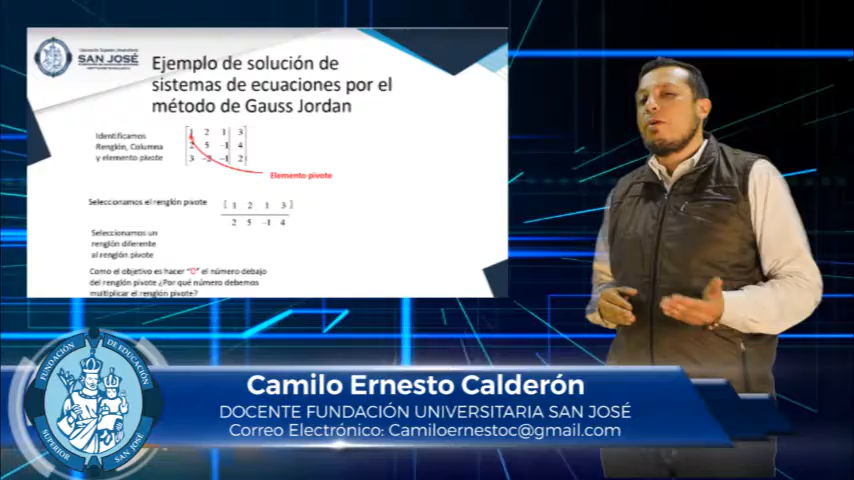 SAN JOSÉ
Ejemplo de solución de
sistemas de ecuaciones por el
método de Gauss Jordan
Identificamos
Renglón, Columna
y elemento pivote
1 2 1 3
2 5 -1 4
3 -2 -1 2
Elemento pivote
Seleccionamos el renglón pivote
[ 1 2 1 3 ]
2 5 -1 4
Seleccionamos un
renglón diferente
al renglón pivote
Como el objetivo es hacer "0" el número debajo
del renglón pivote ¿Por qué número debemos
multiplicar el renglón pivote?
FUNDACIÓN DE EDUCACIÓN
SUPERIOR SAN JOSÉ
Camilo Ernesto Calderón
DOCENTE FUNDACIÓN UNIVERSITARIA SAN JOSÉ
Correo Electrónico: Camiloernestoc@gmail.com